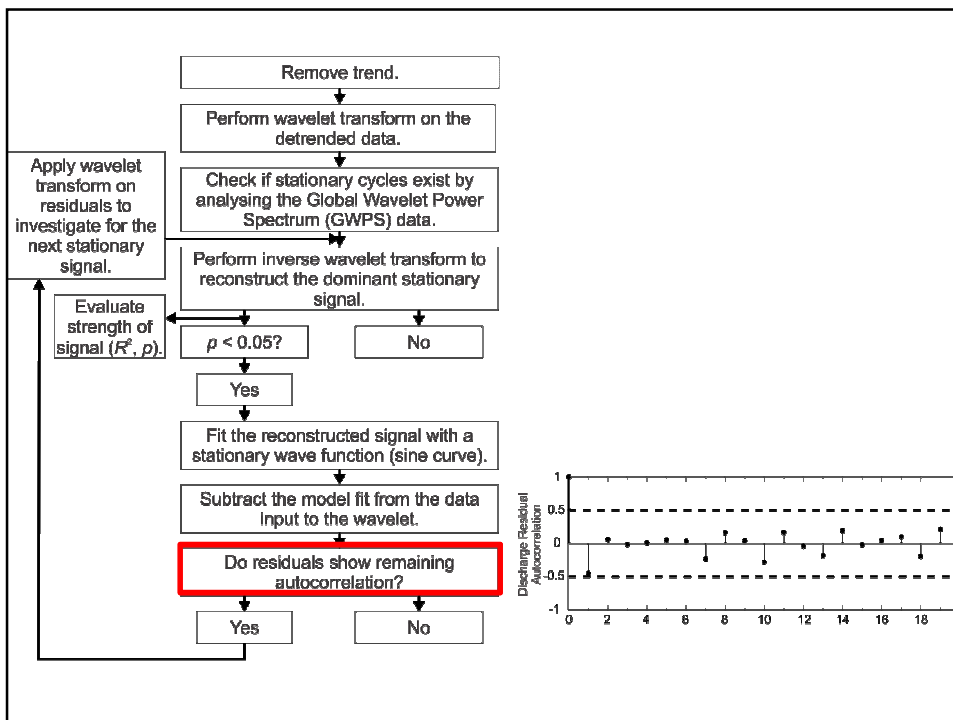 Remove trend.
Perform wavelet transform on the
detrended data.
Apply wavelet
transform on
residuals to
investigate for the
next stationary
signal.
Check if stationary cycles exist by
analysing the Global Wavelet Power
Spectrum (GWPS) data.
Perform inverse wavelet transform to
reconstruct the dominant stationary
signal.
Evaluate
strength of
signal (R², p).
p < 0.05?
No
Yes
Fit the reconstructed signal with a
stationary wave function (sine curve).
Subtract the model fit from the data
input to the wavelet.
Do residuals show remaining
autocorrelation?
Yes
No
Discharge Residual
Autocorrelation
1
0.5
0
-0.5
-1
0 2 4 6 8 10 12 14 16 18